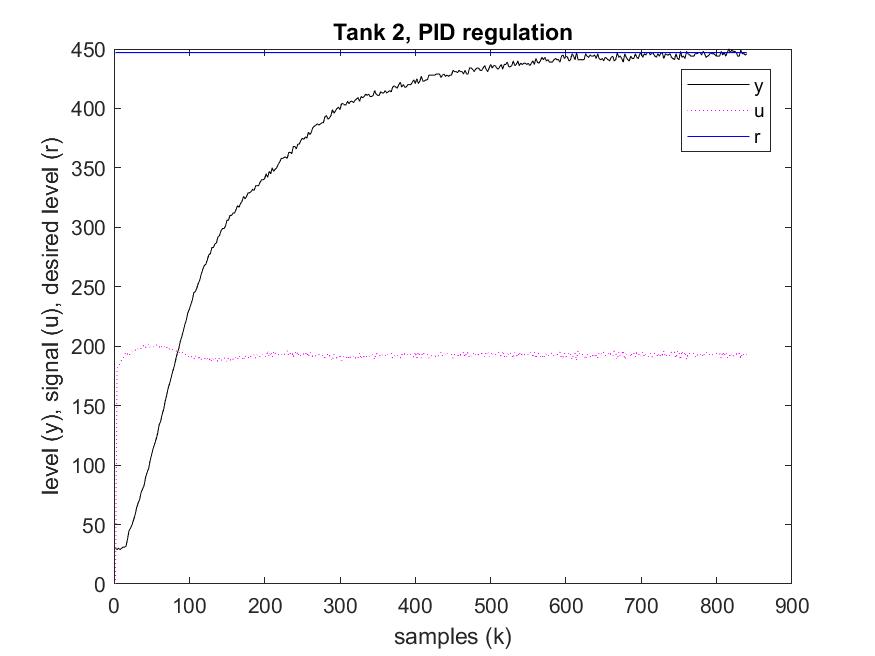 Tank 2, PID regulation
level (y), signal (u), desired level (r)
450
400
350
300
250
200
150
100
50
0
y
u
r
0 100 200 300 400 500 600 700 800 900
samples (k)